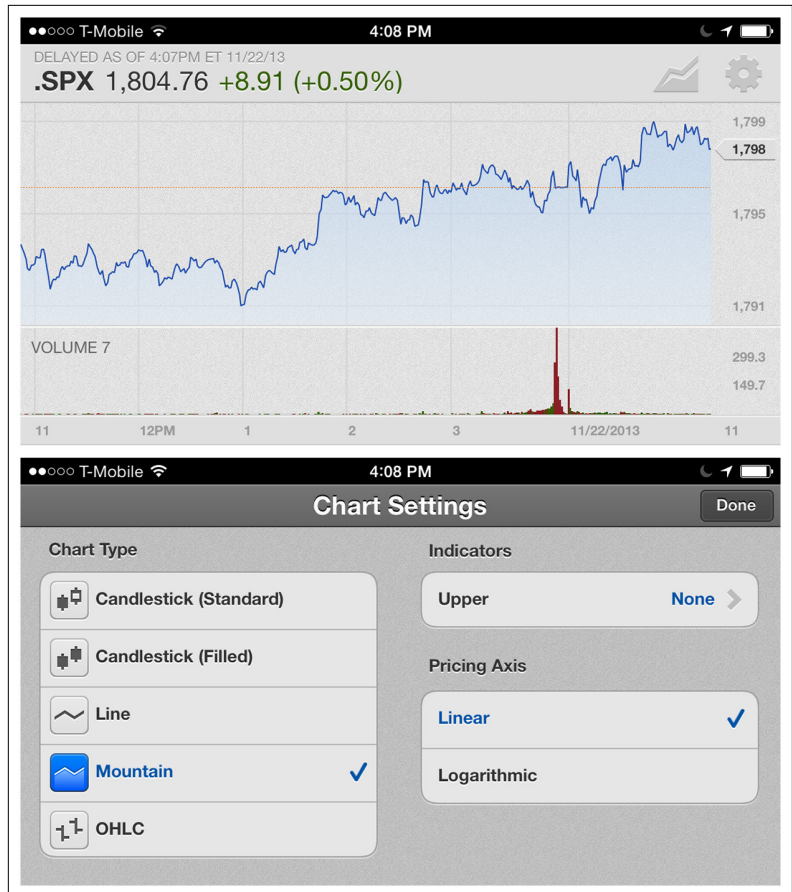 T-Mobile 4:08 PM
DELAYED AS OF 4:07PM ET 11/22/13
.SPX 1,804.76 +8.91 (+0.50%)
1,799
1,798
1,795
1,791
VOLUME 7
299.3
149.7
11 12PM 1 2 3 11/22/2013 11
T-Mobile 4:08 PM
Chart Settings Done
Chart Type
Candlestick (Standard)
Candlestick (Filled)
Line
Mountain
OHLC
Indicators
Upper None
Pricing Axis
Linear
Logarithmic